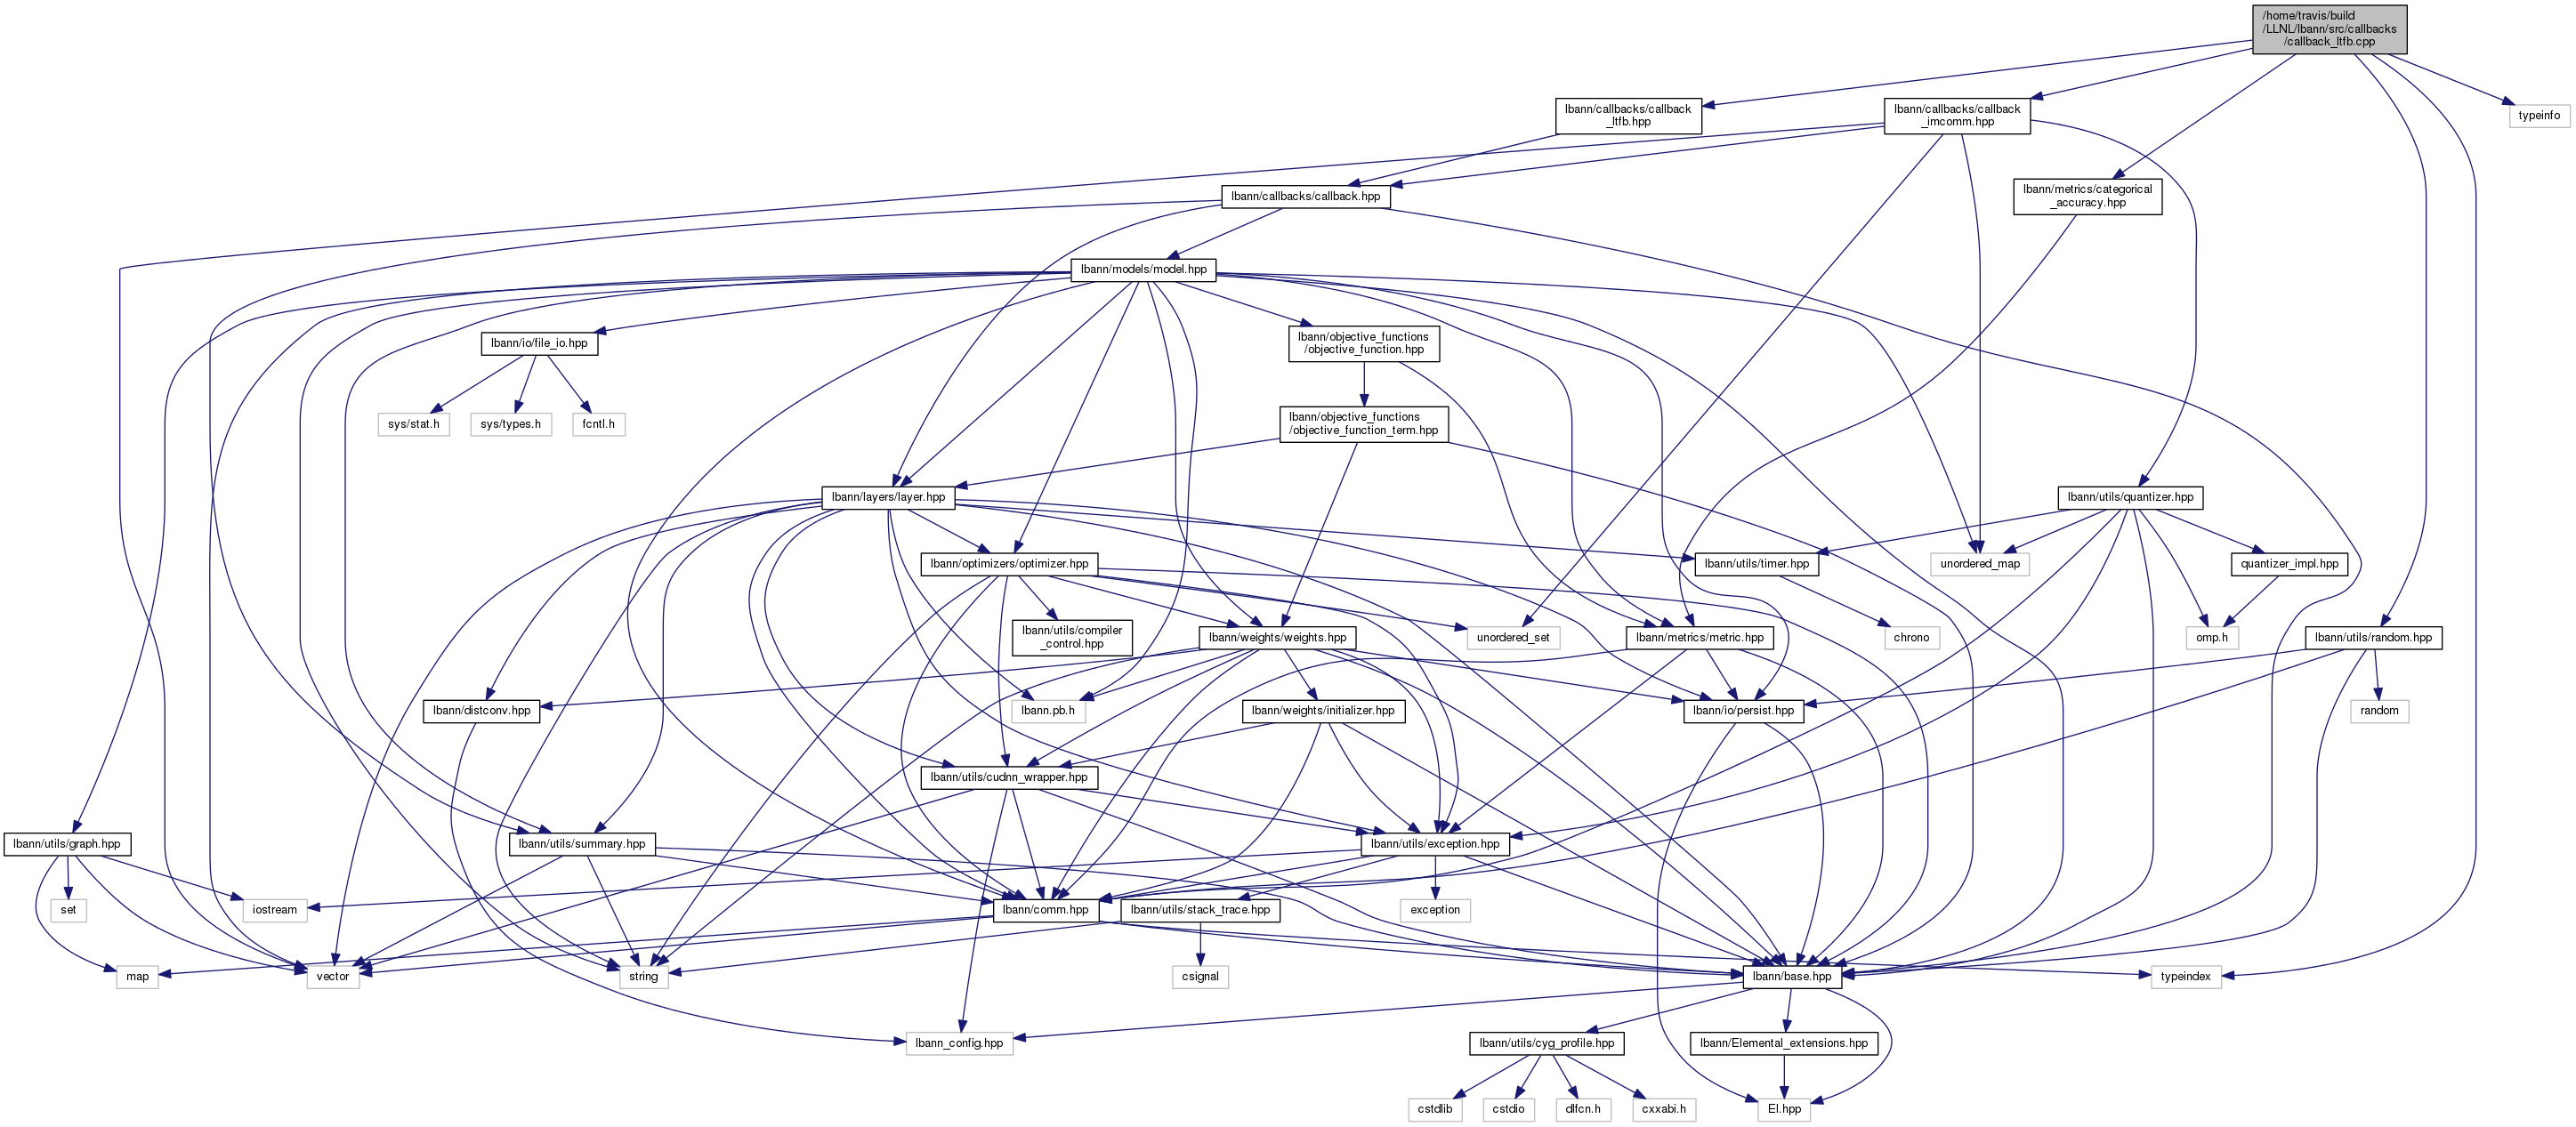 /home/travis/build
/LLNL/lbann/src/callbacks
/callback_ltfb.cpp
lbann/callbacks/callback
_ltfb.hpp
lbann/callbacks/callback
_imcomm.hpp
typeinfo
lbann/callbacks/callback.hpp
lbann/metrics/categorical
_accuracy.hpp
lbann/models/model.hpp
lbann/io/file_io.hpp
lbann/objective_functions
/objective_function.hpp
sys/stat.h
sys/types.h
fcntl.h
lbann/objective_functions
/objective_function_term.hpp
lbann/layers/layer.hpp
lbann/utils/quantizer.hpp
lbann/optimizers/optimizer.hpp
lbann/utils/timer.hpp
unordered_map
quantizer_impl.hpp
lbann/utils/compiler
_control.hpp
unordered_set
lbann/weights/weights.hpp
lbann/metrics/metric.hpp
chrono
omp.h
lbann/utils/random.hpp
lbann/distconv.hpp
lbann.pb.h
lbann/weights/initializer.hpp
lbann/io/persist.hpp
random
lbann/utils/cudnn_wrapper.hpp
lbann/utils/graph.hpp
lbann/utils/summary.hpp
lbann/utils/exception.hpp
set
iostream
lbann/comm.hpp
lbann/utils/stack_trace.hpp
exception
map
vector
string
csignal
lbann/base.hpp
typeindex
lbann_config.hpp
lbann/utils/cyg_profile.hpp
lbann/Elemental_extensions.hpp
cstdlib
cstdio
dlfcn.h
cxxabi.h
El.hpp